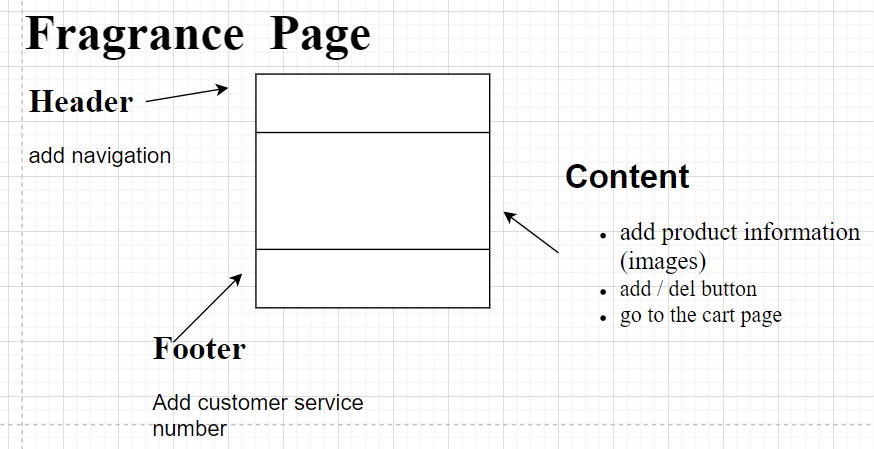 Fragrance Page
Header
add navigation
Content
add product information
(images)
add / del button
go to the cart page
Footer
Add customer service
number